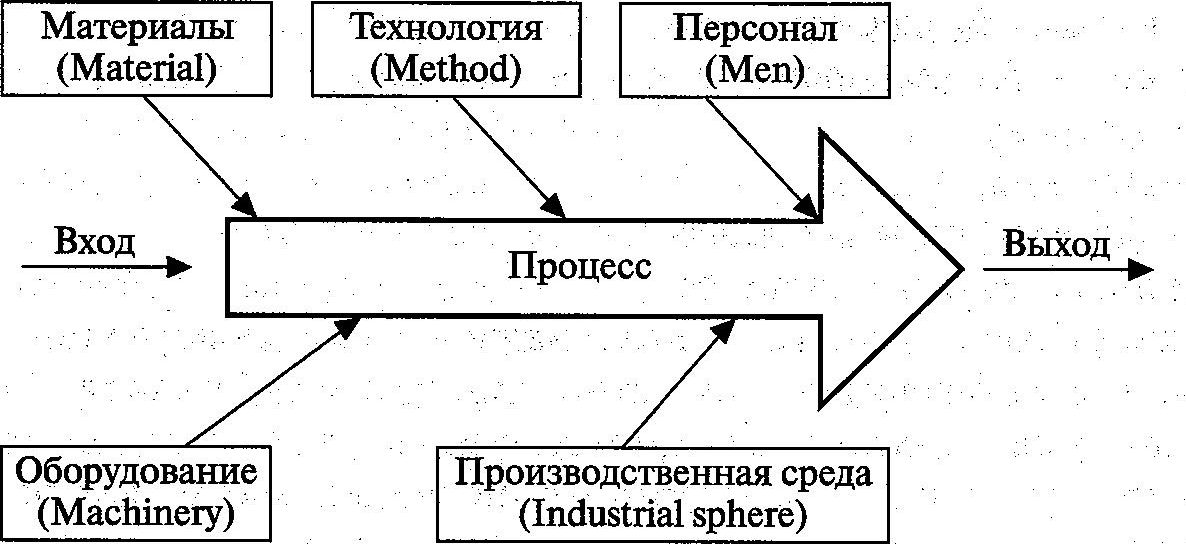 Материалы
(Material)
Технология
(Method)
Персонал
(Men)
Вход
Процесс
Выход
Оборудование
(Machinery)
Производственная среда
(Industrial sphere)